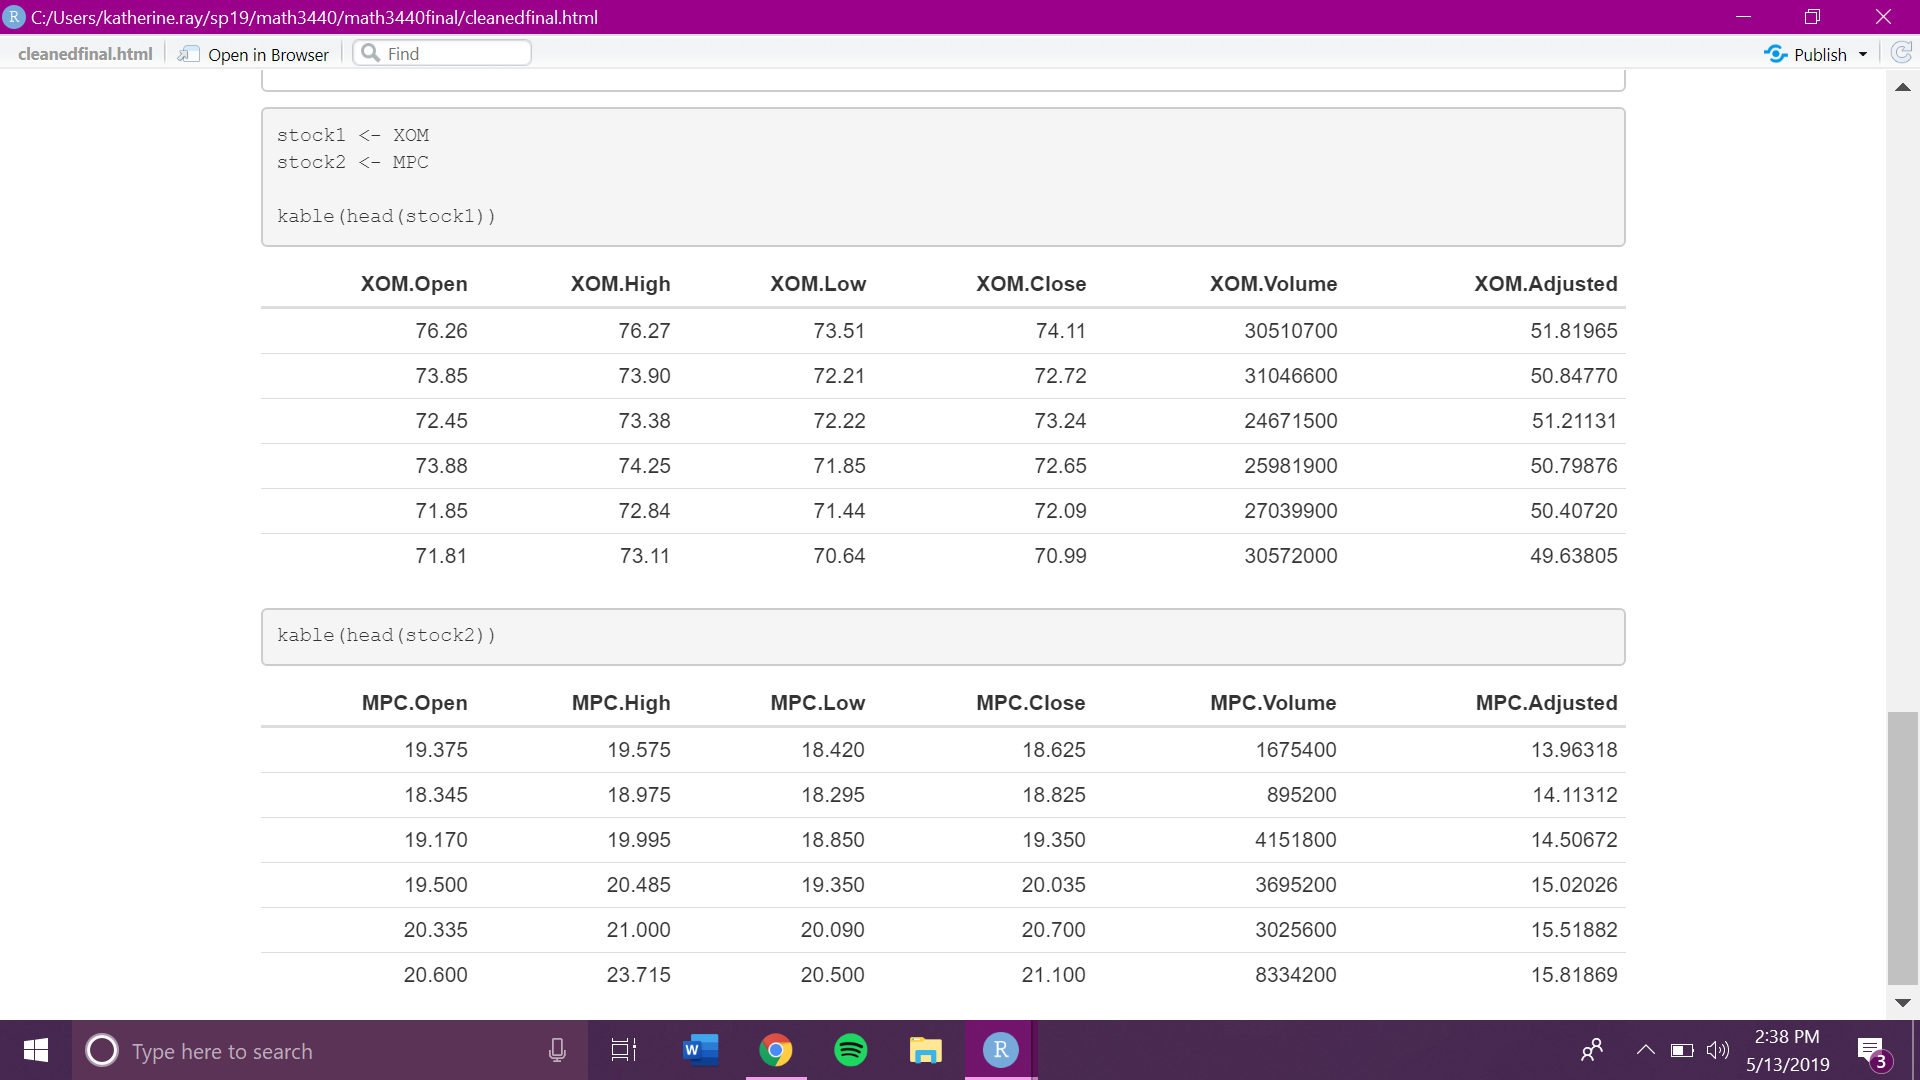 R C:/Users/katherine.ray/sp19/math3440/math3440final/cleanedfinal.html
cleanedfinal.html Open in Browser Find Publish
stock1 <- XOM
stock2 <- MPC
kable(head(stock1))
XOM.Open XOM.High XOM.Low XOM.Close XOM.Volume XOM.Adjusted
76.26 76.27 73.51 74.11 30510700 51.81965
73.85 73.90 72.21 72.72 31046600 50.84770
72.45 73.38 72.22 73.24 24671500 51.21131
73.88 74.25 71.85 72.65 25981900 50.79876
71.85 72.84 71.44 72.09 27039900 50.40720
71.81 73.11 70.64 70.99 30572000 49.63805
kable(head(stock2))
MPC.Open MPC.High MPC.Low MPC.Close MPC.Volume MPC.Adjusted
19.375 19.575 18.420 18.625 1675400 13.96318
18.345 18.975 18.295 18.825 895200 14.11312
19.170 19.995 18.850 19.350 4151800 14.50672
19.500 20.485 19.350 20.035 3695200 15.02026
20.335 21.000 20.090 20.700 3025600 15.51882
20.600 23.715 20.500 21.100 8334200 15.81869
Type here to search W R 2:38 PM
5/13/2019 3